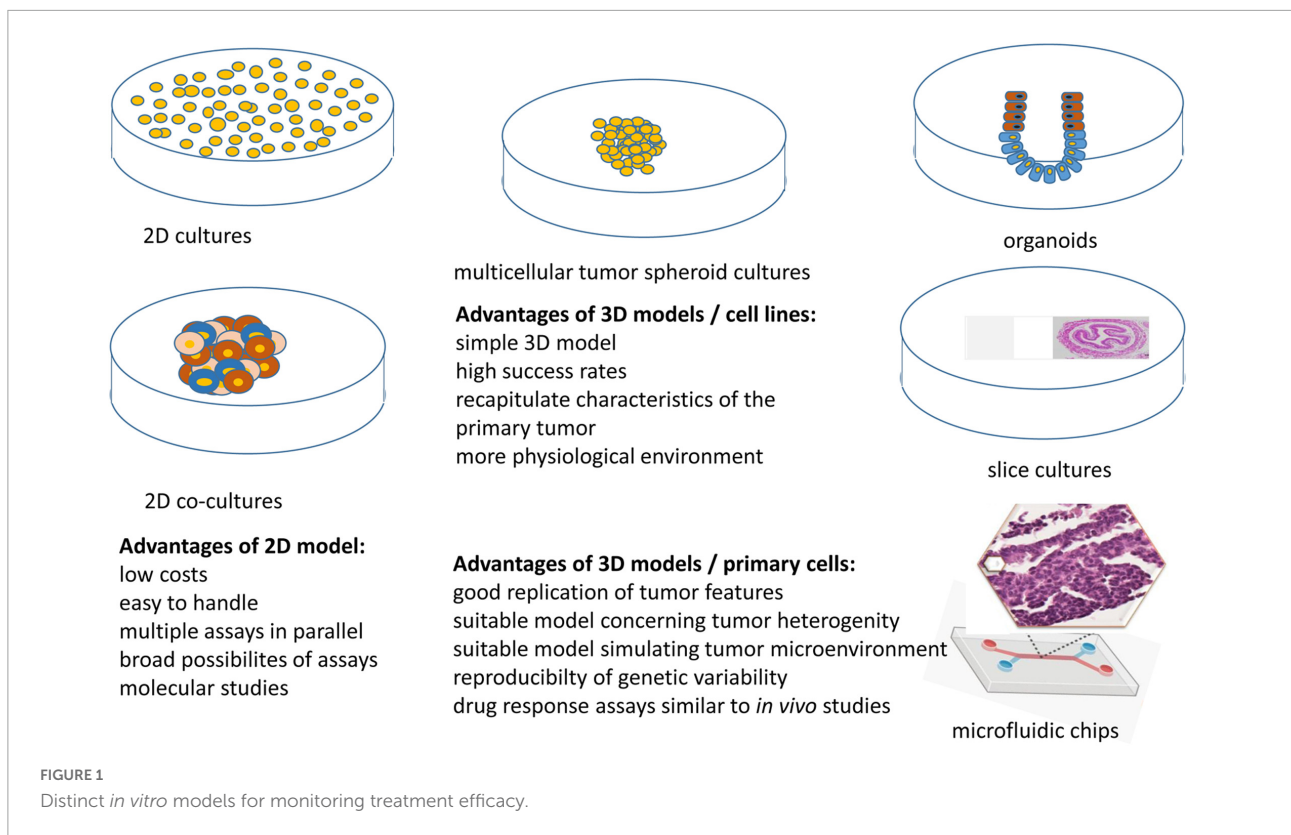 2D cultures
2D co-cultures
Advantages of 2D model:
low costs
easy to handle
multiple assays in parallel
broad possibilites of assays
molecular studies
multicellular tumor spheroid cultures
Advantages of 3D models / cell lines:
simple 3D model
high success rates
recapitulate characteristics of the
primary tumor
more physiological environment
Advantages of 3D models / primary cells:
good replication of tumor features
suitable model concerning tumor heterogenity
suitable model simulating tumor microenvironment
reproducibilty of genetic variability
drug response assays similar to in vivo studies
organoids
slice cultures
microfluidic chips
FIGURE 1
Distinct in vitro models for monitoring treatment efficacy.